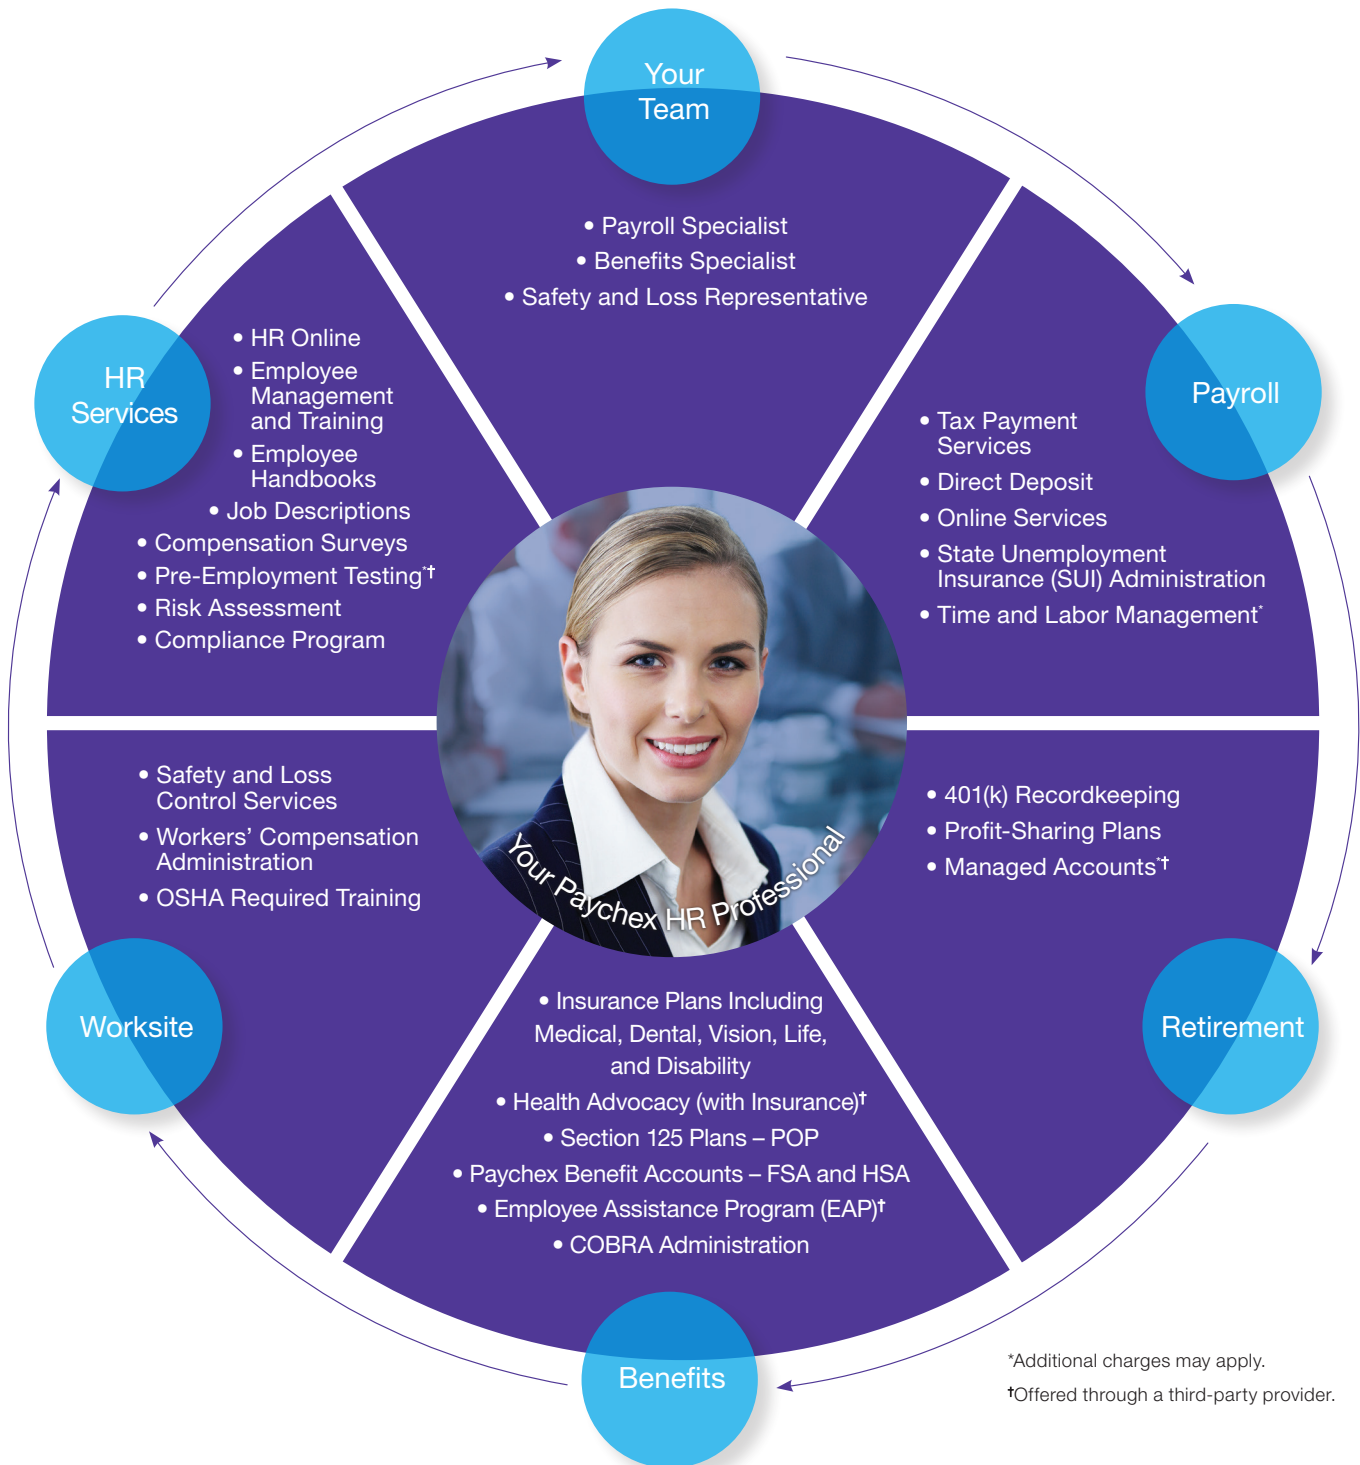 Your
Team
• Payroll Specialist
• Benefits Specialist
• Safety and Loss Representative
Payroll
• Tax Payment
Services
• Direct Deposit
• Online Services
• State Unemployment
Insurance (SUI) Administration
• Time and Labor Management*
• 401(k) Recordkeeping
• Profit-Sharing Plans
• Managed Accounts*†
Retirement
• Insurance Plans Including
Medical, Dental, Vision, Life,
and Disability
• Health Advocacy (with Insurance)†
• Section 125 Plans – POP
• Paychex Benefit Accounts – FSA and HSA
• Employee Assistance Program (EAP)†
• COBRA Administration
Benefits
• Safety and Loss
Control Services
• Workers’ Compensation
Administration
• OSHA Required Training
Worksite
HR
Services
• HR Online
• Employee
Management
and Training
• Employee
Handbooks
• Job Descriptions
• Compensation Surveys
• Pre-Employment Testing*†
• Risk Assessment
• Compliance Program
Your Paychex HR Professional
*Additional charges may apply.
†Offered through a third-party provider.